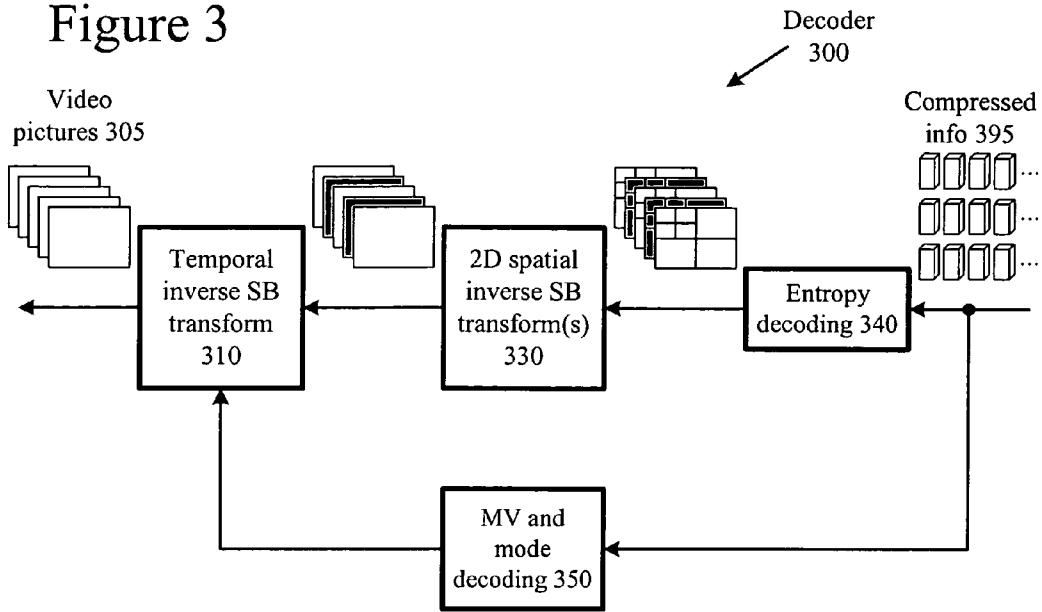 Figure 3
Decoder
300
Video
pictures 305
Compressed
info 395
...
...
...
Temporal
inverse SB
transform
310
2D spatial
inverse SB
transform(s)
330
Entropy
decoding 340
MV and
mode
decoding 350